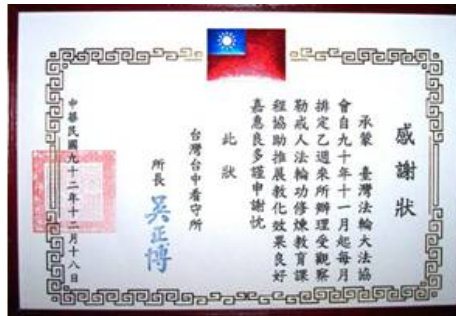 感謝狀
承蒙 臺灣法輪大法協
會自九十年十一月起每月
排定乙週來所辦理受觀察
勒戒人法輪功修煉教育課
程協助推展教化效果良好
嘉惠良多謹申謝忱
此狀
台灣台中看守所
所長 吳正博
中華民國九十二年十二月十八日